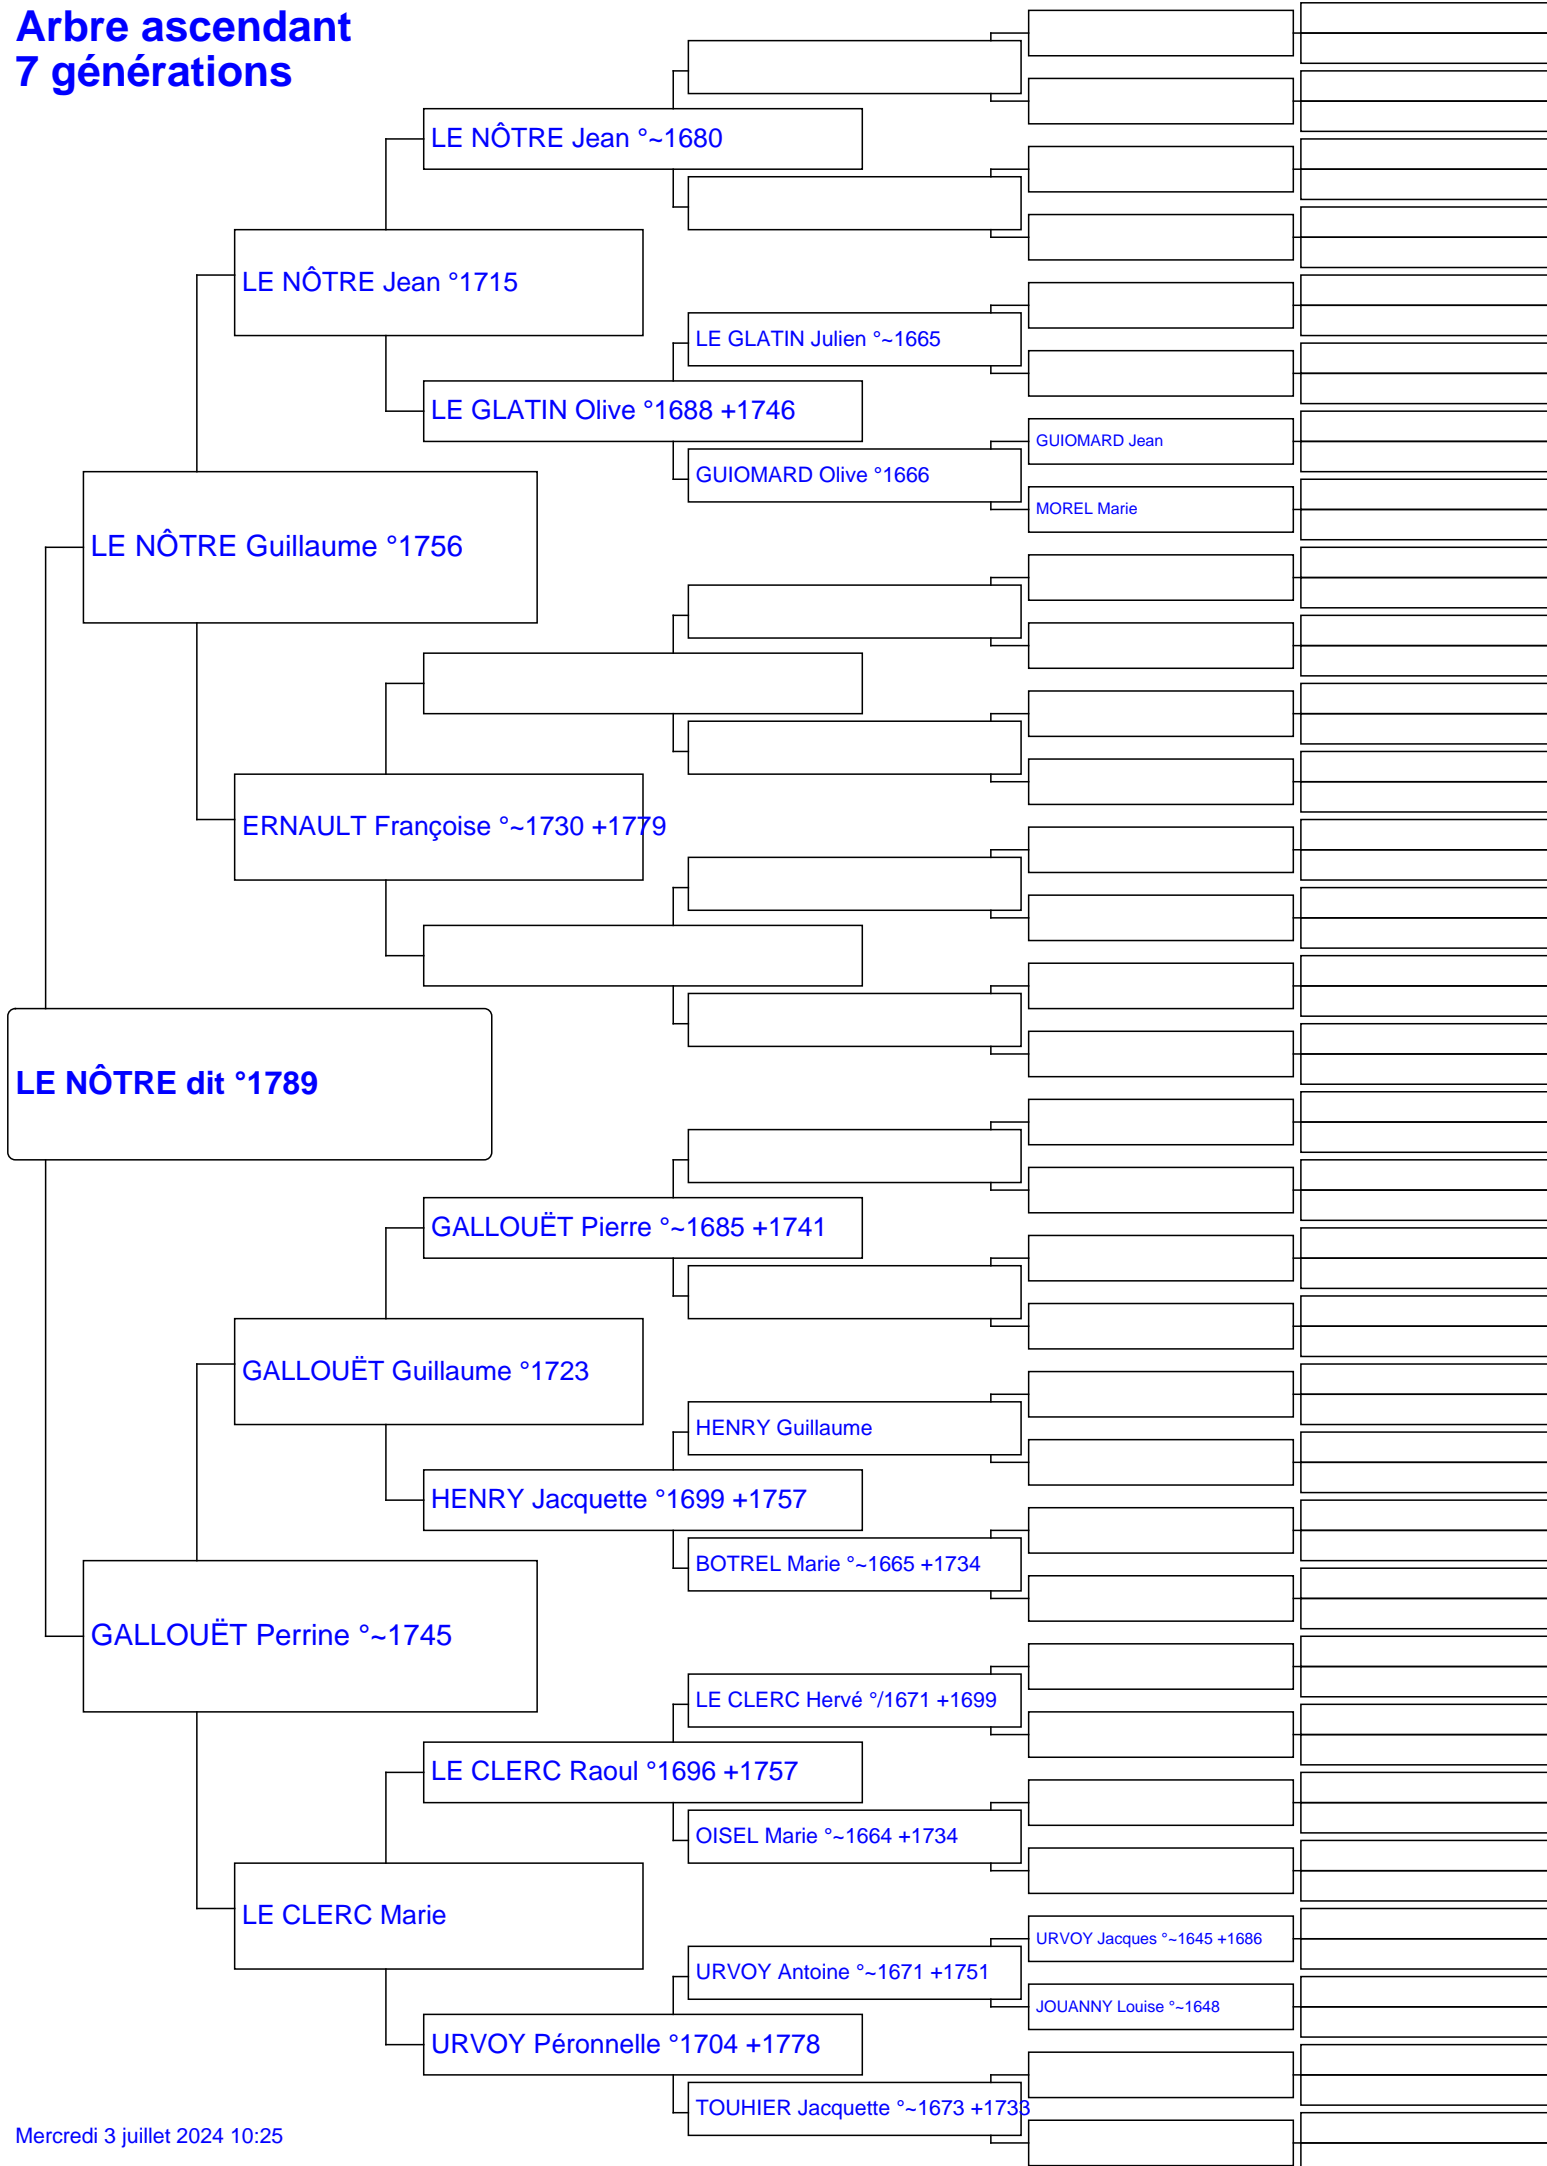 Arbre ascendant
7 générations
LE NÔTRE Jean °~1680
LE NÔTRE Jean °1715
LE GLATIN Julien °~1665
LE GLATIN Olive °1688 +1746
GUIOMARD Jean
GUIOMARD Olive °1666
MOREL Marie
LE NÔTRE Guillaume °1756
ERNAULT Françoise °~1730 +1779
LE NÔTRE dit °1789
GALLOUËT Pierre °~1685 +1741
GALLOUËT Guillaume °1723
HENRY Guillaume
HENRY Jacquette °1699 +1757
BOTREL Marie °~1665 +1734
GALLOUËT Perrine °~1745
LE CLERC Hervé °/1671 +1699
LE CLERC Raoul °1696 +1757
OISEL Marie °~1664 +1734
LE CLERC Marie
URVOY Jacques °~1645 +1686
URVOY Antoine °~1671 +1751
JOUANNY Louise °~1648
URVOY Péronnelle °1704 +1778
TOUHIER Jacquette °~1673 +1733
Mercredi 3 juillet 2024 10:25